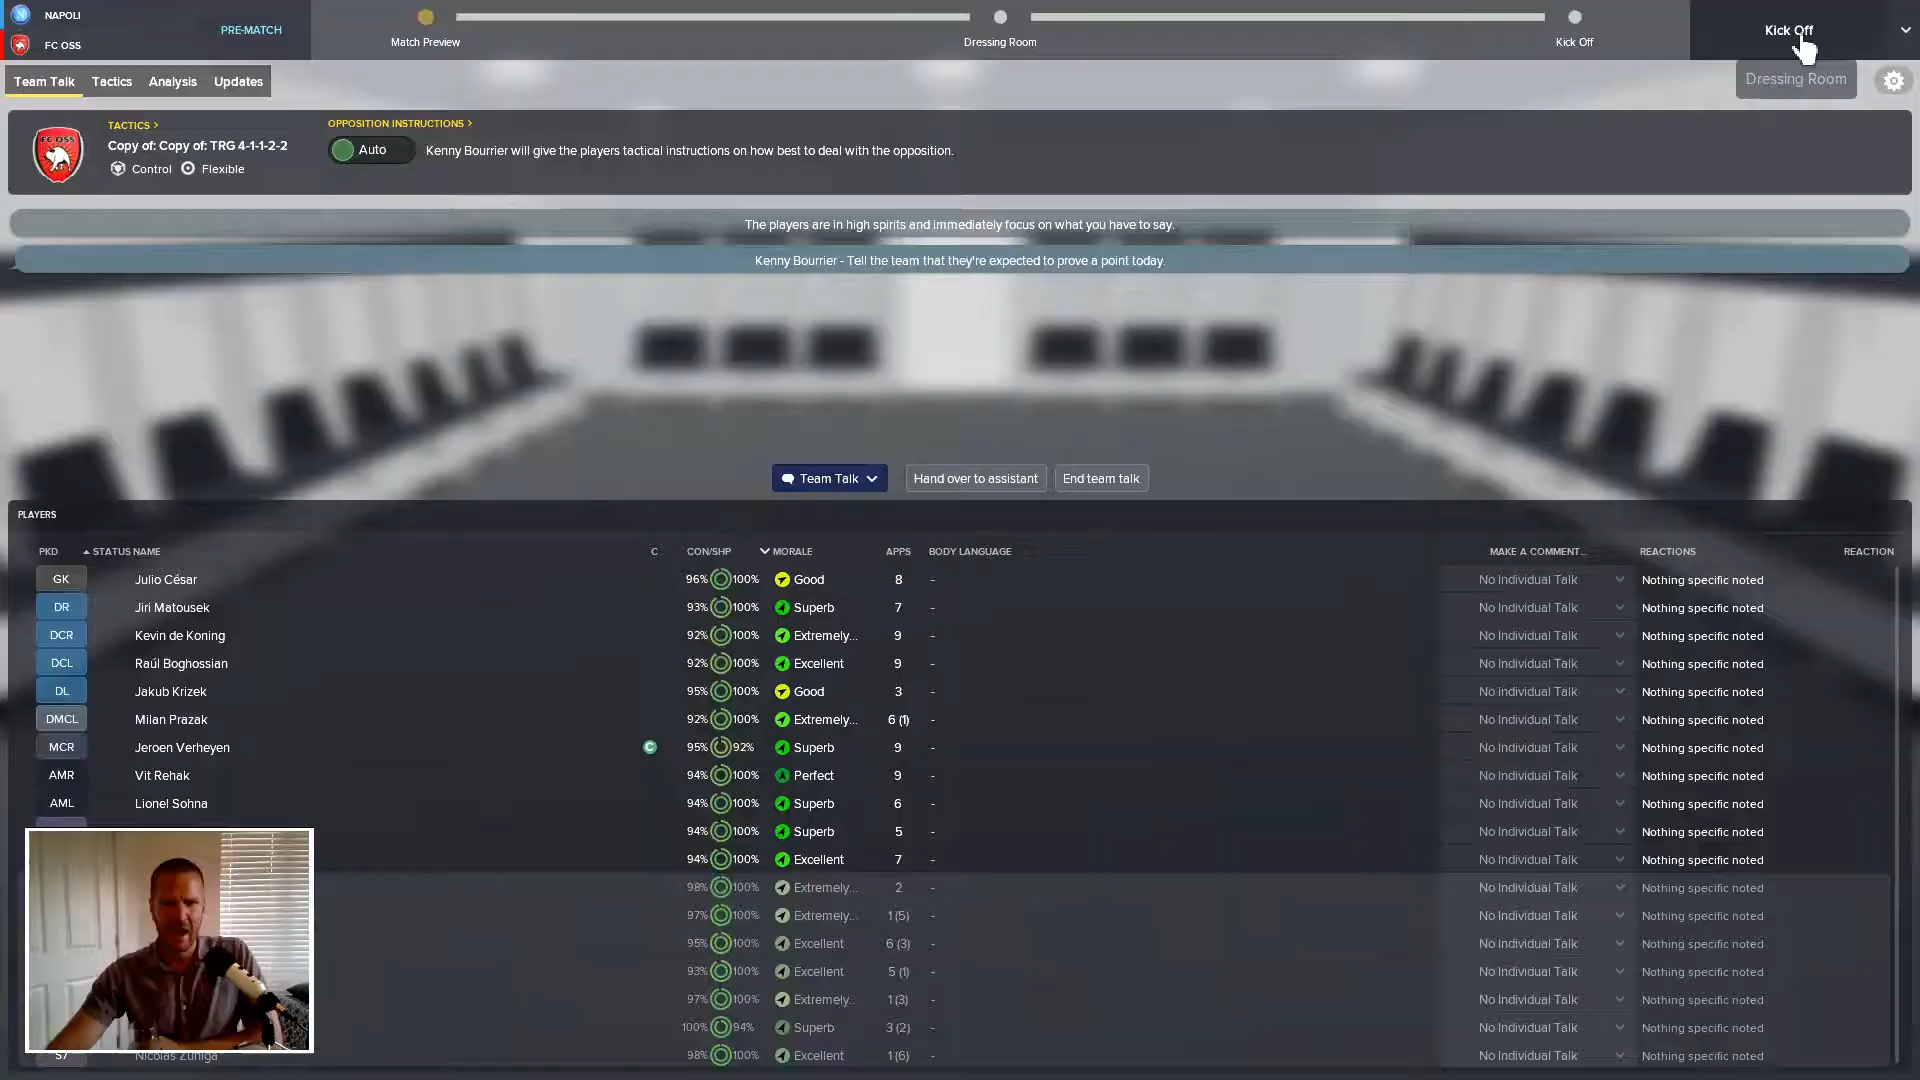 NAPOLI
FC OSS
PRE-MATCH
Match Preview
Dressing Room
Kick Off
Kick Off
Team Talk Tactics Analysis Updates
Dressing Room
TACTICS >
Copy of: Copy of: TRG 4-1-1-2-2
Control Flexible
OPPOSITION INSTRUCTIONS >
Auto Kenny Bourrier will give the players tactical instructions on how best to deal with the opposition.
The players are in high spirits and immediately focus on what you have to say.
Kenny Bourrier - Tell the team that they're expected to prove a point today.
Team Talk Hand over to assistant End team talk
PLAYERS
PKD STATUS NAME C CON/SHP MORALE APPS BODY LANGUAGE MAKE A COMMENT... REACTIONS REACTION
GK Julio César 96% 100% Good 8 - No Individual Talk Nothing specific noted
DR Jiri Matousek 93% 100% Superb 7 - No Individual Talk Nothing specific noted
DCR Kevin de Koning 92% 100% Extremely... 9 - No Individual Talk Nothing specific noted
DCL Raúl Boghossian 92% 100% Excellent 9 - No Individual Talk Nothing specific noted
DL Jakub Krizek 95% 100% Good 3 - No Individual Talk Nothing specific noted
DMCL Milan Prazak 92% 100% Extremely... 6 (1) - No Individual Talk Nothing specific noted
MCR Jeroen Verheyen C 95% 92% Superb 9 - No Individual Talk Nothing specific noted
AMR Vit Rehak 94% 100% Perfect 9 - No Individual Talk Nothing specific noted
AML Lionel Sohna 94% 100% Superb 6 - No Individual Talk Nothing specific noted
94% 100% Superb 5 - No Individual Talk Nothing specific noted
94% 100% Excellent 7 - No Individual Talk Nothing specific noted
98% 100% Extremely... 2 - No Individual Talk Nothing specific noted
97% 100% Extremely... 1 (5) - No Individual Talk Nothing specific noted
95% 100% Excellent 6 (3) - No Individual Talk Nothing specific noted
93% 100% Excellent 5 (1) - No Individual Talk Nothing specific noted
97% 100% Extremely... 1 (3) - No Individual Talk Nothing specific noted
100% 94% Superb 3 (2) - No Individual Talk Nothing specific noted
S7 Nicolás Zúñiga 98% 100% Excellent 1 (6) - No Individual Talk Nothing specific noted